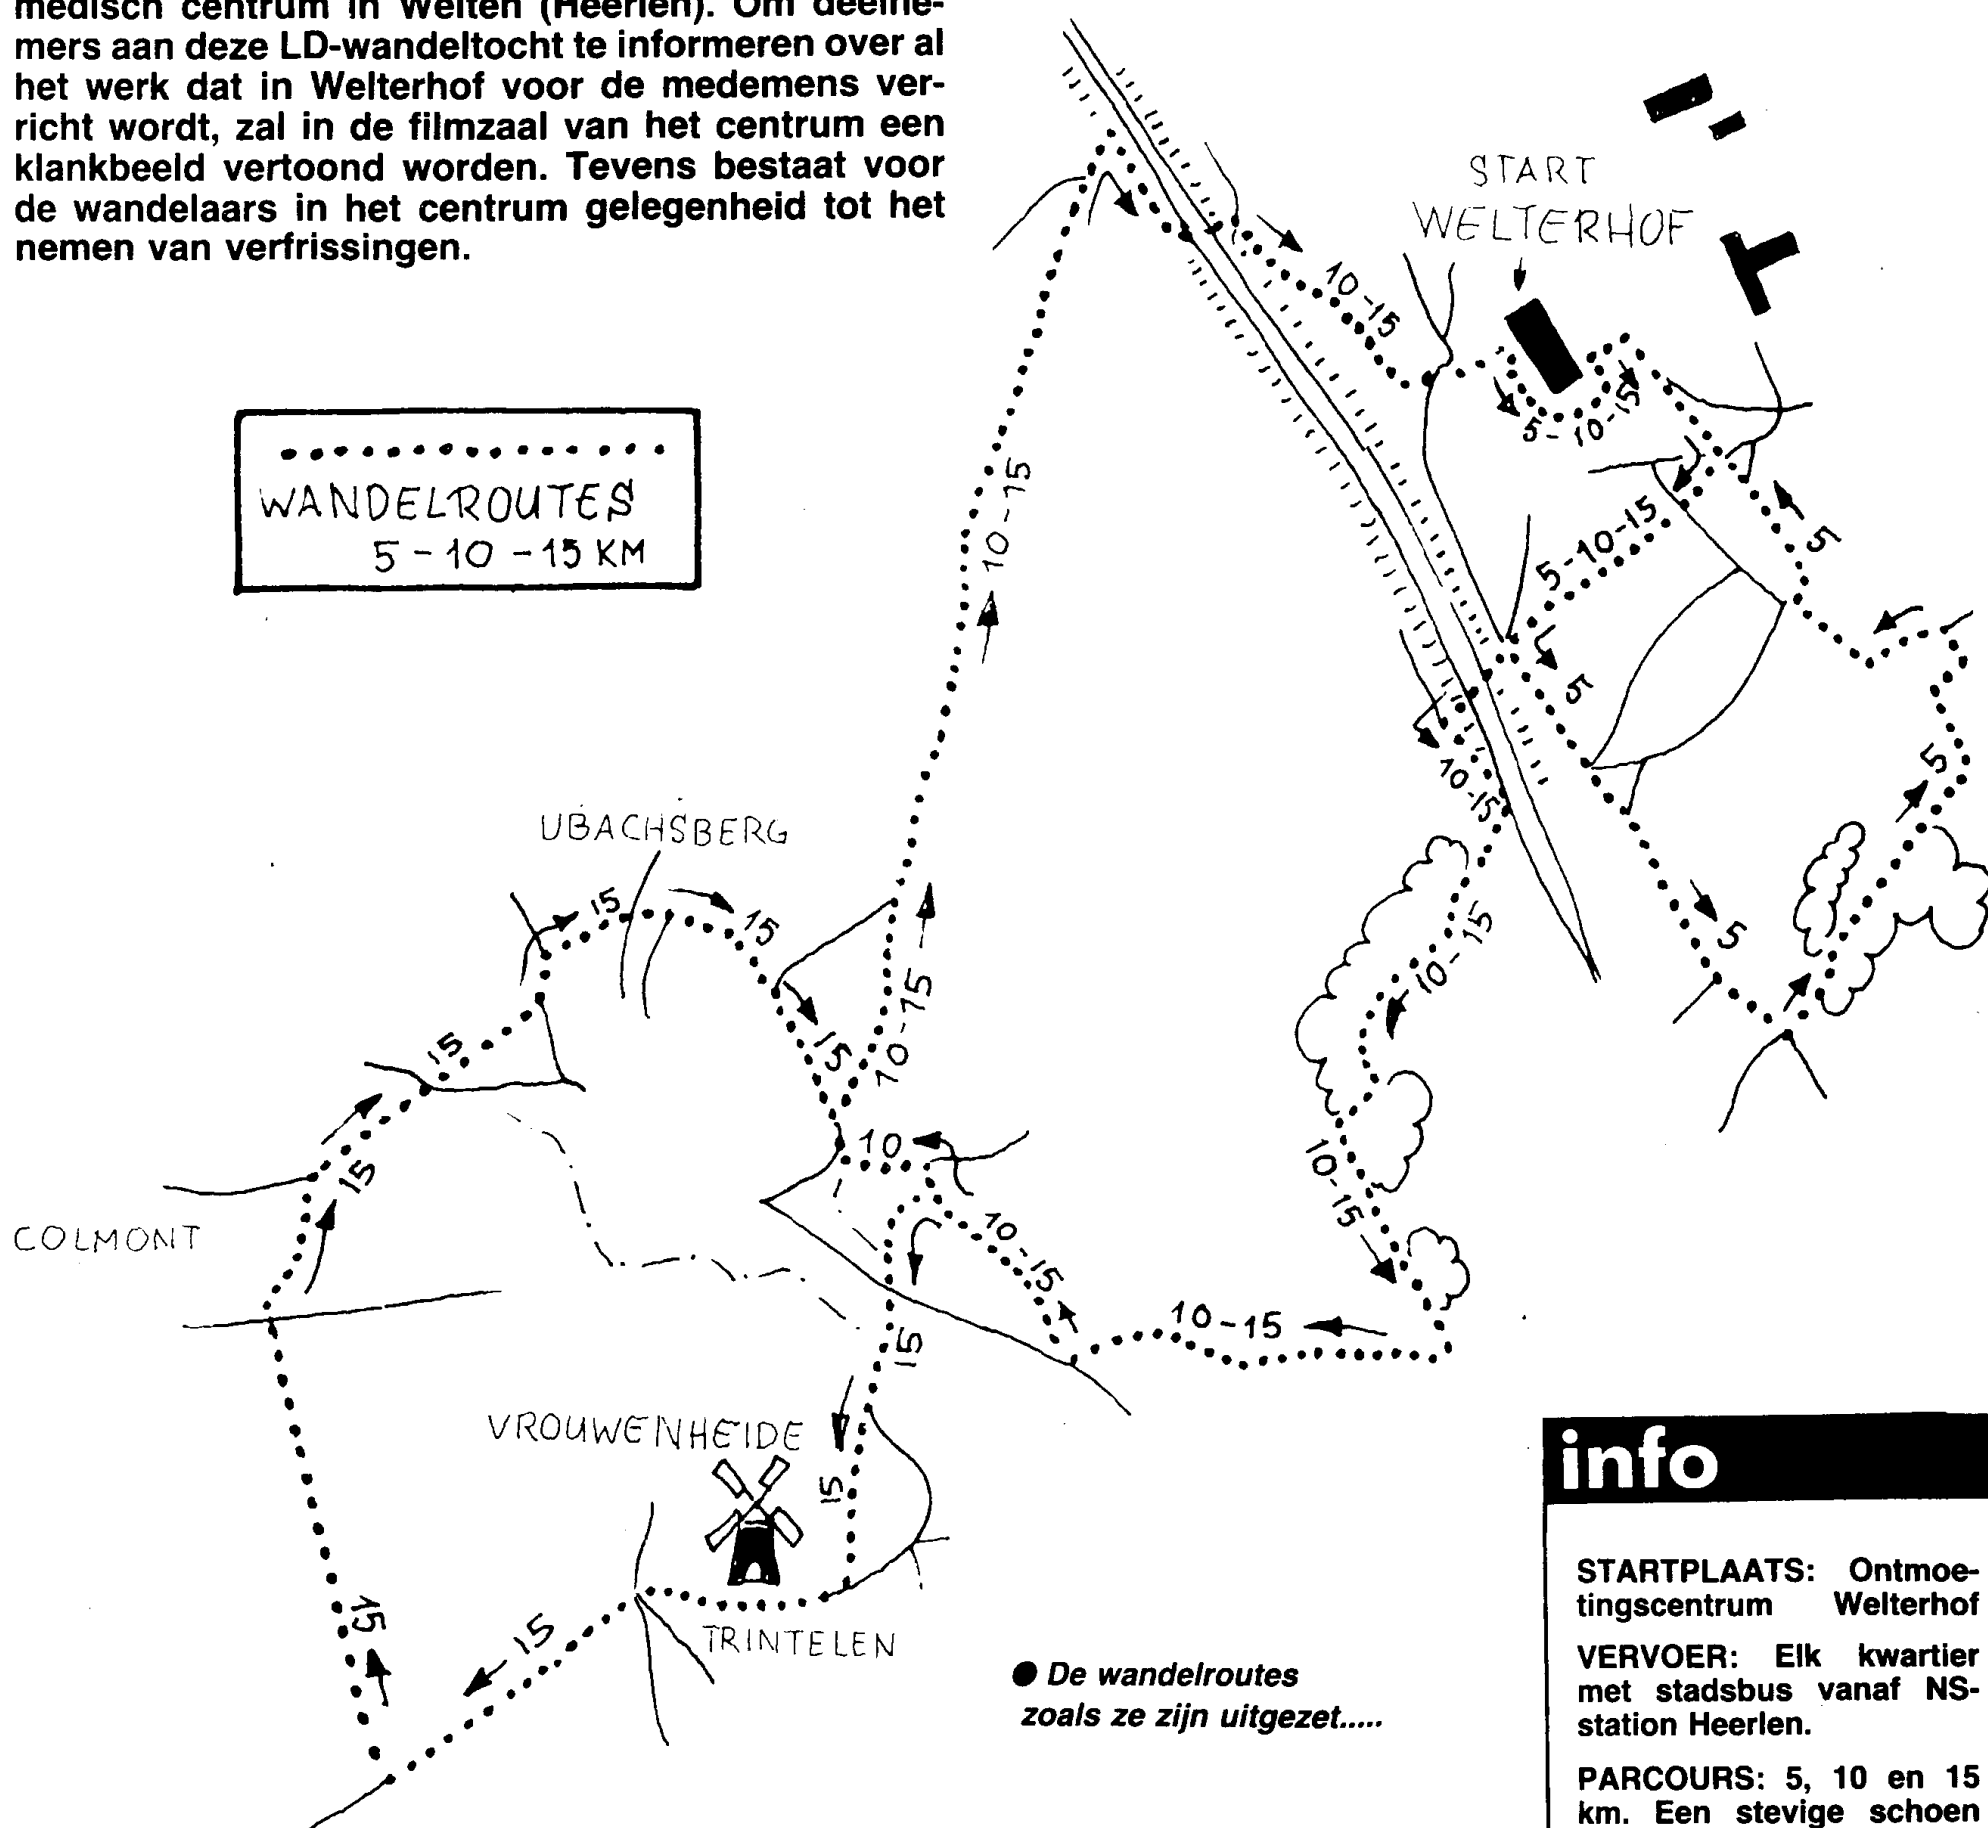 medisch centrum in Welten (Heerlen). Om deelne-
mers aan deze LD-wandeltocht te informeren over al
het werk dat in Welterhof voor de medemens ver-
richt wordt, zal in de filmzaal van het centrum een
klankbeeld vertoond worden. Tevens bestaat voor
de wandelaars in het centrum gelegenheid tot het
nemen van verfrissingen.
START
WELTERHOF
10-15
5-10-15
WANDELROUTES
5-10-15 KM
10-15
5-10-15
5
5
10-15
5
UBACHSBERG
15
15
10-15
5
15
10-15
15
10
10-15
15
COLMONT
10-15
10-15
15
VROUWENHEIDE
15
15
15
TRINTELEN
● De wandelroutes
zoals ze zijn uitgezet.....
info
STARTPLAATS: Ontmoe-
tingscentrum Welterhof
VERVOER: Elk kwartier
met stadsbus vanaf NS-
station Heerlen.
PARCOURS: 5, 10 en 15
km. Een stevige schoen